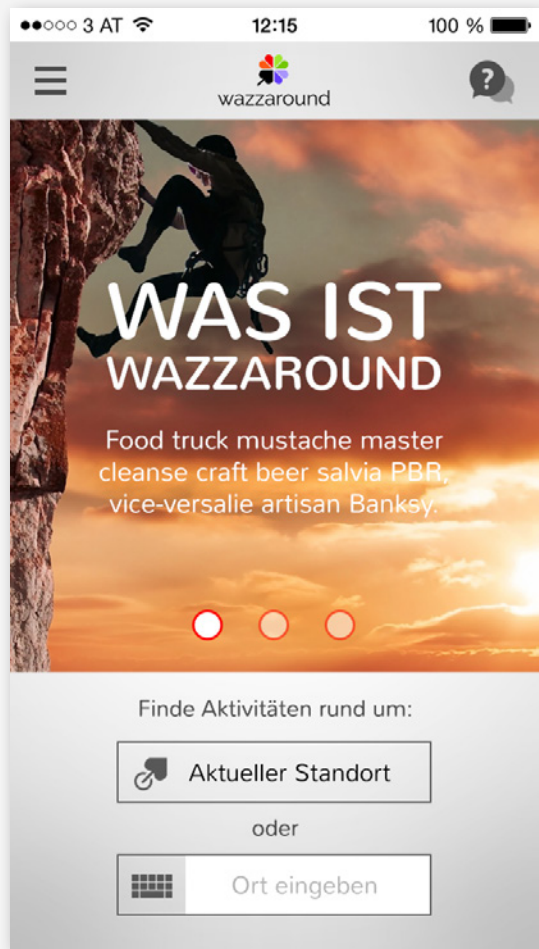 3 AT 12:15 100 %
wazzaround
?
WAS IST
WAZZAROUND
Food truck mustache master
cleanse craft beer salvia PBR,
vice-versalie artisan Banksy.
Finde Aktivitäten rund um:
Aktueller Standort
oder
Ort eingeben